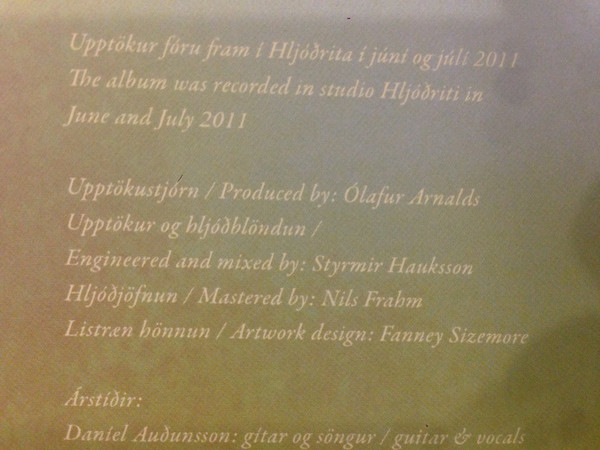 Upptökur fóru fram í Hljóðrita í júní og júlí 2011
The album was recorded in studio Hljóðriti in
June and July 2011
Upptökustjórn / Produced by: Ólafur Arnalds
Upptökur og hljóðblöndun /
Engineered and mixed by: Styrmir Hauksson
Hljóðjöfnun / Mastered by: Nils Frahm
Listræn hönnun / Artwork design: Fanney Sizemore
Árstíðir:
Daníel Auðunsson: gítar og söngur / guitar & vocals